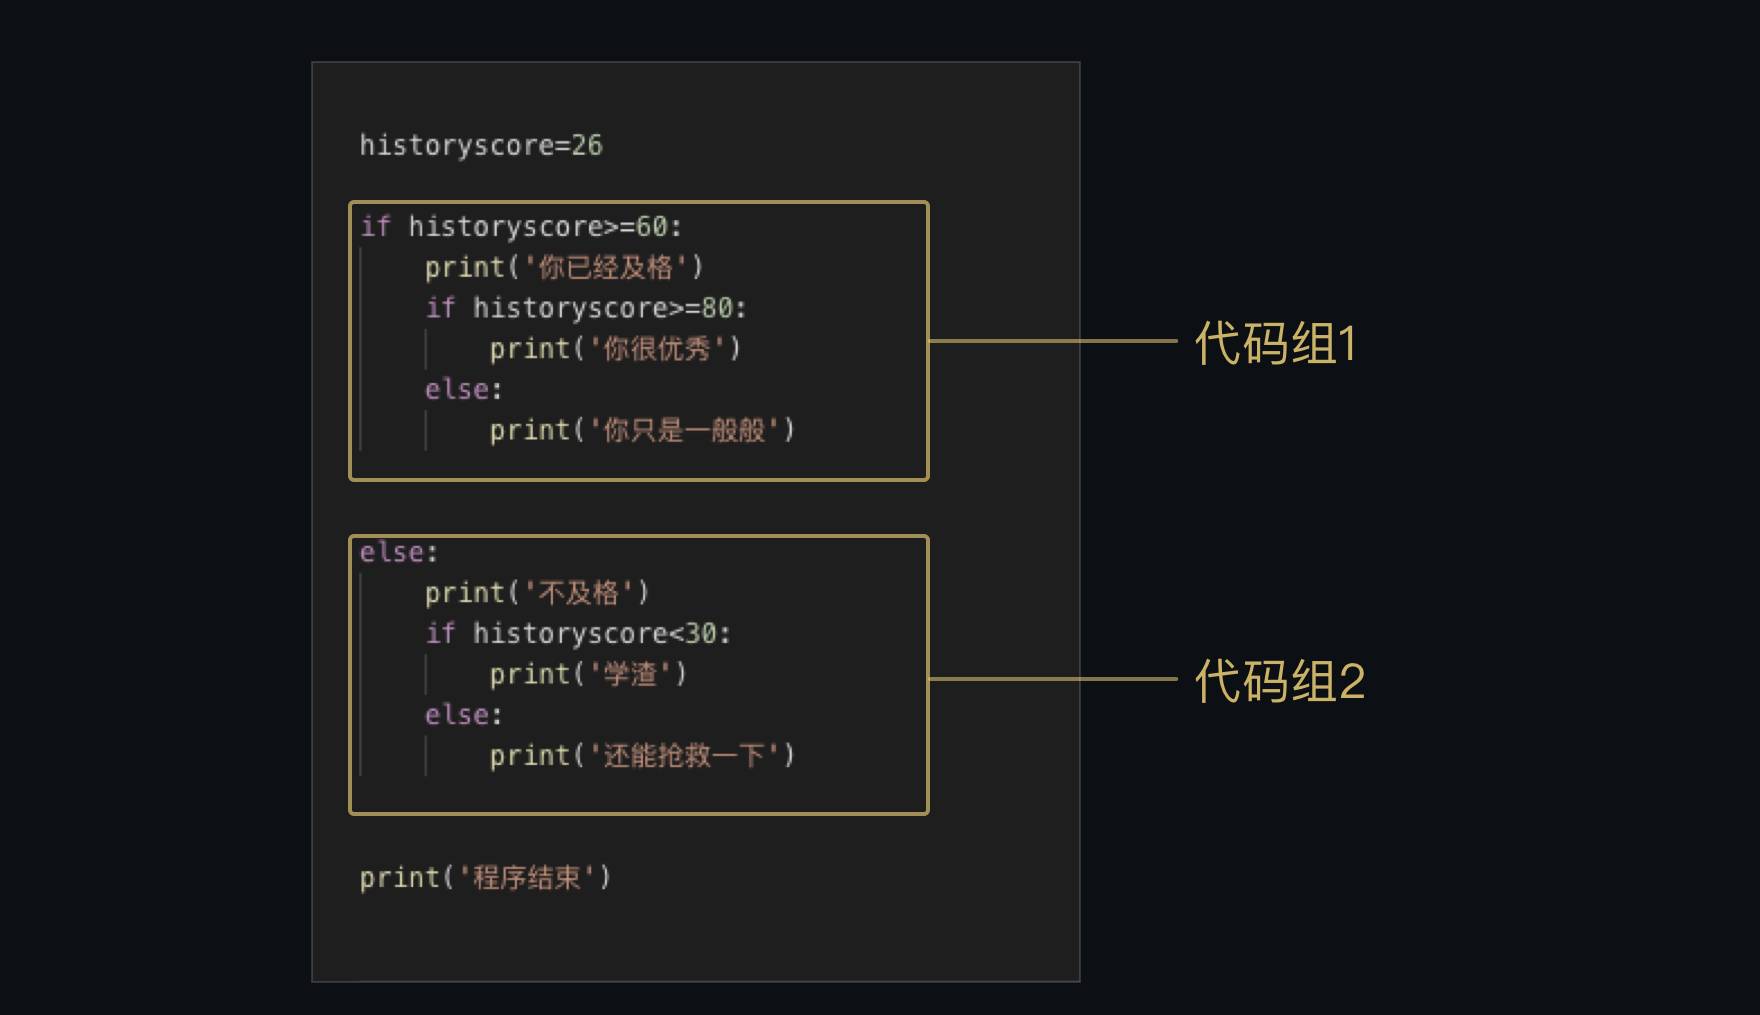 historyscore=26
if historyscore>=60:
    print('你已经及格')
    if historyscore>=80:
        print('你很优秀')
    else:
        print('你只是一般般')
代码组1
else:
    print('不及格')
    if historyscore<30:
        print('学渣')
    else:
        print('还能抢救一下')
代码组2
print('程序结束')